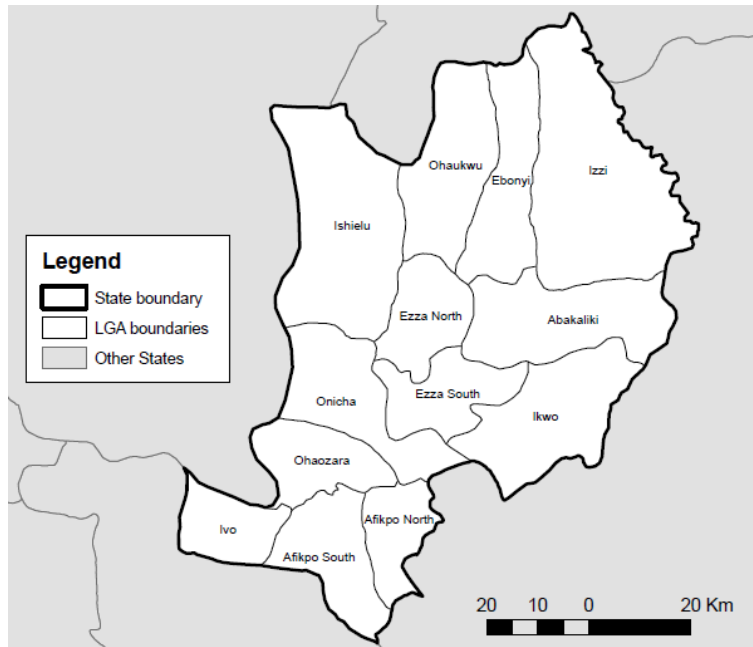 Ohaukwu
Ebonyi
Izzi
Ishielu
Legend
State boundary
LGA boundaries
Other States
Ezza North
Abakaliki
Ezza South
Onicha
Ikwo
Ohaozara
Afikpo North
Ivo
Afikpo South
20 10 0 20 Km